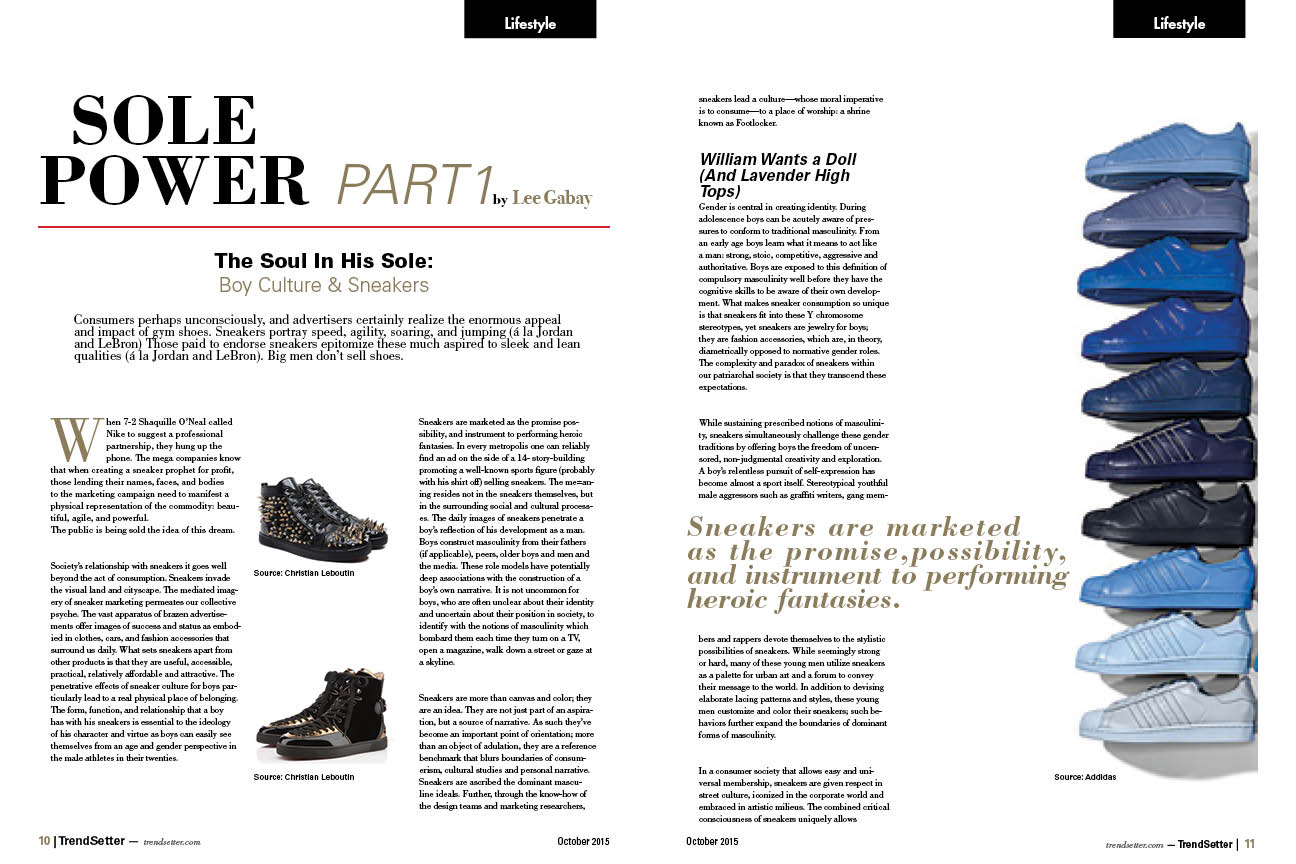 Lifestyle
SOLE
POWER PART1 by Lee Gabay
The Soul In His Sole:
Boy Culture & Sneakers
Consumers perhaps unconsciously, and advertisers certainly realize the enormous appeal
and impact of gym shoes. Sneakers portray speed, agility, soaring, and jumping (á la Jordan
and LeBron) Those paid to endorse sneakers epitomize these much aspired to sleek and lean
qualities (á la Jordan and LeBron). Big men don't sell shoes.
When 7-2 Shaquille O'Neal called
Nike to suggest a professional
partnership, they hung up the
phone. The mega companies know
that when creating a sneaker prophet for profit,
those lending their names, faces, and bodies
to the marketing campaign need to manifest a
physical representation of the commodity: beau-
tiful, agile, and powerful.
The public is being sold the idea of this dream.
Society's relationship with sneakers it goes well
beyond the act of consumption. Sneakers invade
the visual land and cityscape. The mediated imag-
ery of sneaker marketing permeates our collective
psyche. The vast apparatus of brazen advertise-
ments offer images of success and status as embod-
ied in clothes, cars, and fashion accessories that
surround us daily. What sets sneakers apart from
other products is that they are useful, accessible,
practical, relatively affordable and attractive. The
penetrative effects of sneaker culture for boys par-
ticularly lead to a real physical place of belonging.
The form, function, and relationship that a boy
has with his sneakers is essential to the ideology
of his character and virtue as boys can easily see
themselves from an age and gender perspective in
the male athletes in their twenties.
Source: Christian Leboutin
Source: Christian Leboutin
Sneakers are marketed as the promise pos-
sibility, and instrument to performing heroic
fantasies. In every metropolis one can reliably
find an ad on the side of a 14- story-building
promoting a well-known sports figure (probably
with his shirt off) selling sneakers. The me=an-
ing resides not in the sneakers themselves, but
in the surrounding social and cultural process-
es. The daily images of sneakers penetrate a
boy's reflection of his development as a man.
Boys construct masculinity from their fathers
(if applicable), peers, older boys and men and
the media. These role models have potentially
deep associations with the construction of a
boy's own narrative. It is not uncommon for
boys, who are often unclear about their identity
and uncertain about their position in society, to
identify with the notions of masculinity which
bombard them each time they turn on a TV,
open a magazine, walk down a street or gaze at
a skyline.
Sneakers are more than canvas and color; they
are an idea. They are not just part of an aspira-
tion, but a source of narrative. As such they've
become an important point of orientation; more
than an object of adulation, they are a reference
benchmark that blurs boundaries of consum-
erism, cultural studies and personal narrative.
Sneakers are ascribed the dominant mascu-
line ideals. Further, through the know-how of
the design teams and marketing researchers,
10 | TrendSetter — trendsetter.com
October 2015
Lifestyle
sneakers lead a culture—whose moral imperative
is to consume—to a place of worship: a shrine
known as Footlocker.
William Wants a Doll
(And Lavender High
Tops)
Gender is central in creating identity. During
adolescence boys can be acutely aware of pres-
sures to conform to traditional masculinity. From
an early age boys learn what it means to act like
a man: strong, stoic, competitive, aggressive and
authoritative. Boys are exposed to this definition of
compulsory masculinity well before they have the
cognitive skills to be aware of their own develop-
ment. What makes sneaker consumption so unique
is that sneakers fit into these Y chromosome
stereotypes, yet sneakers are jewelry for boys;
they are fashion accessories, which are, in theory,
diametrically opposed to normative gender roles.
The complexity and paradox of sneakers within
our patriarchal society is that they transcend these
expectations.
While sustaining prescribed notions of masculini-
ty, sneakers simultaneously challenge these gender
traditions by offering boys the freedom of uncen-
sored, non-judgmental creativity and exploration.
A boy's relentless pursuit of self-expression has
become almost a sport itself. Stereotypical youthful
male aggressors such as graffiti writers, gang mem-
Sneakers are marketed
as the promise,possibility,
and instrument to performing
heroic fantasies.
bers and rappers devote themselves to the stylistic
possibilities of sneakers. While seemingly strong
or hard, many of these young men utilize sneakers
as a palette for urban art and a forum to convey
their message to the world. In addition to devising
elaborate lacing patterns and styles, these young
men customize and color their sneakers; such be-
haviors further expand the boundaries of dominant
forms of masculinity.
In a consumer society that allows easy and uni-
versal membership, sneakers are given respect in
street culture, iconized in the corporate world and
embraced in artistic milieus. The combined critical
consciousness of sneakers uniquely allows
Source: Addidas
October 2015
trendsetter.com — TrendSetter | 11